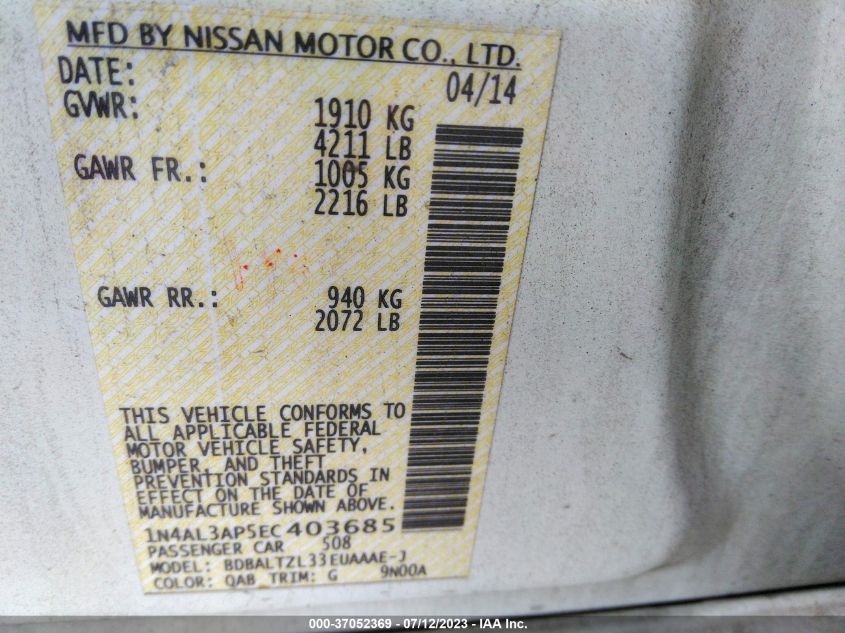 MFD BY NISSAN MOTOR CO., LTD.
DATE: 04/14
GVWR: 1910 KG
4211 LB
GAWR FR.: 1005 KG
2216 LB
GAWR RR.: 940 KG
2072 LB
THIS VEHICLE CONFORMS TO
ALL APPLICABLE FEDERAL
MOTOR VEHICLE SAFETY,
BUMPER, AND THEFT
PREVENTION STANDARDS IN
EFFECT ON THE DATE OF
MANUFACTURE SHOWN ABOVE.
1N4AL3AP5EC403685
PASSENGER CAR 508
MODEL: BDBALTZL33EUAAAE-J
COLOR: QAB TRIM: G 9N00A
000-37052369 - 07/12/2023 - © IAA Inc.